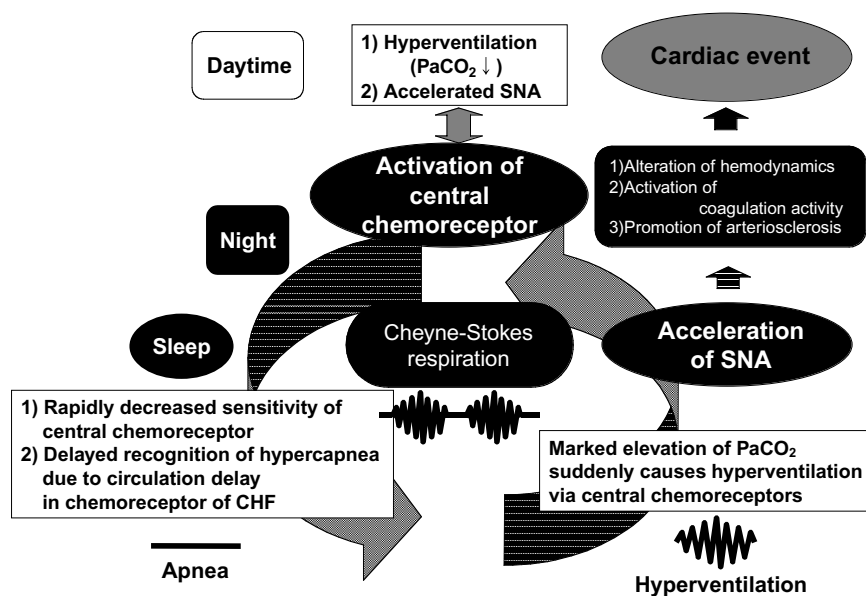 Daytime
1) Hyperventilation
(PaCO₂ ↓ )
2) Accelerated SNA
Cardiac event
Activation of
central
chemoreceptor
1)Alteration of hemodynamics
2)Activation of
coagulation activity
3)Promotion of arteriosclerosis
Night
Sleep
Cheyne-Stokes
respiration
Acceleration
of SNA
1) Rapidly decreased sensitivity of
central chemoreceptor
2) Delayed recognition of hypercapnea
due to circulation delay
in chemoreceptor of CHF
Marked elevation of PaCO₂
suddenly causes hyperventilation
via central chemoreceptors
Apnea
Hyperventilation